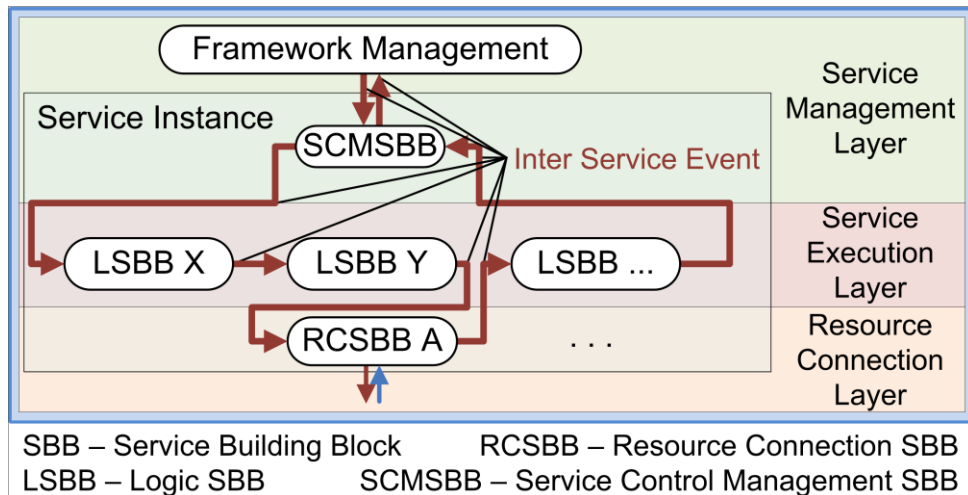 Framework Management
Service
Management
Layer
Service Instance
SCMSBB
Inter Service Event
LSBB X
LSBB Y
LSBB ...
Service
Execution
Layer
RCSBB A
. . .
Resource
Connection
Layer
SBB – Service Building Block
RCSBB – Resource Connection SBB
LSBB – Logic SBB
SCMSBB – Service Control Management SBB